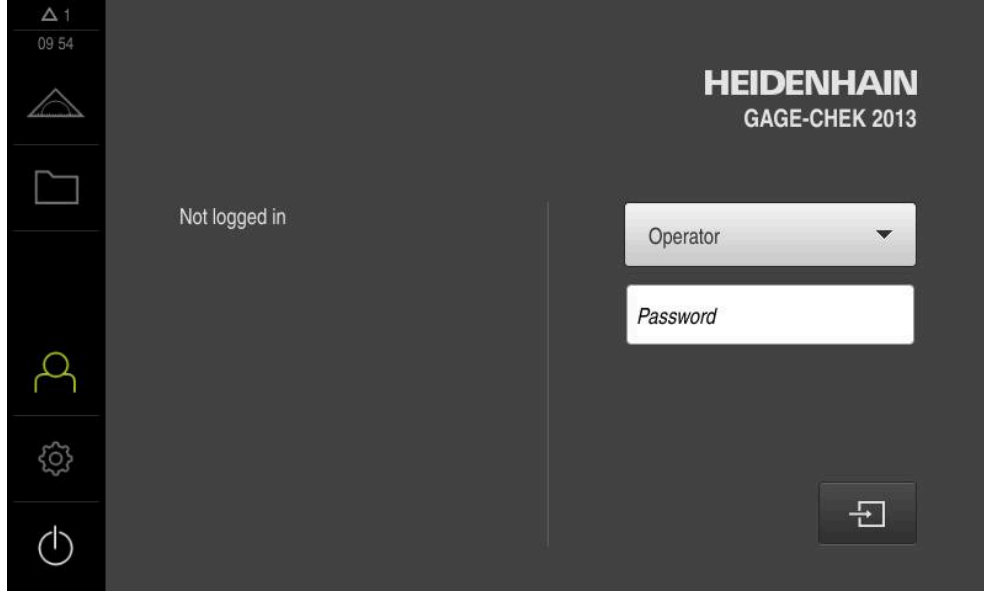 1
09 54
HEIDENHAIN
GAGE-CHEK 2013
Not logged in
Operator
Password